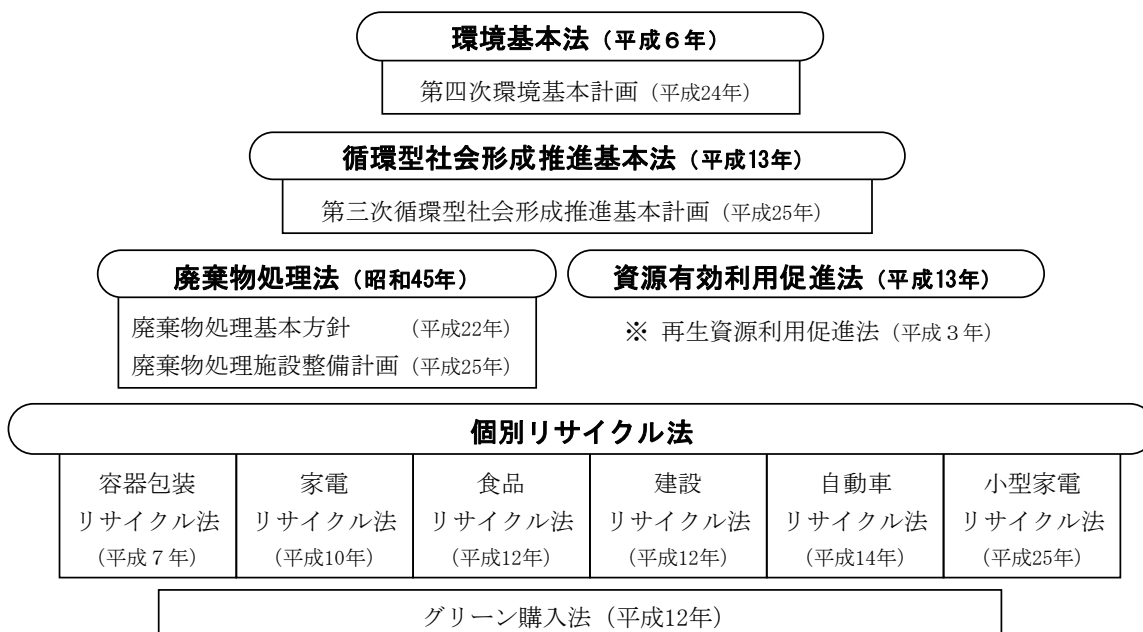 環境基本法（平成６年）
第四次環境基本計画（平成24年）
循環型社会形成推進基本法（平成13年）
第三次循環型社会形成推進基本計画（平成25年）
廃棄物処理法（昭和45年）
廃棄物処理基本方針　（平成22年）
廃棄物処理施設整備計画（平成25年）
資源有効利用促進法（平成13年）
※ 再生資源利用促進法（平成３年）
個別リサイクル法
容器包装
リサイクル法
（平成７年）
家電
リサイクル法
（平成10年）
食品
リサイクル法
（平成12年）
建設
リサイクル法
（平成12年）
自動車
リサイクル法
（平成14年）
小型家電
リサイクル法
（平成25年）
グリーン購入法（平成12年）